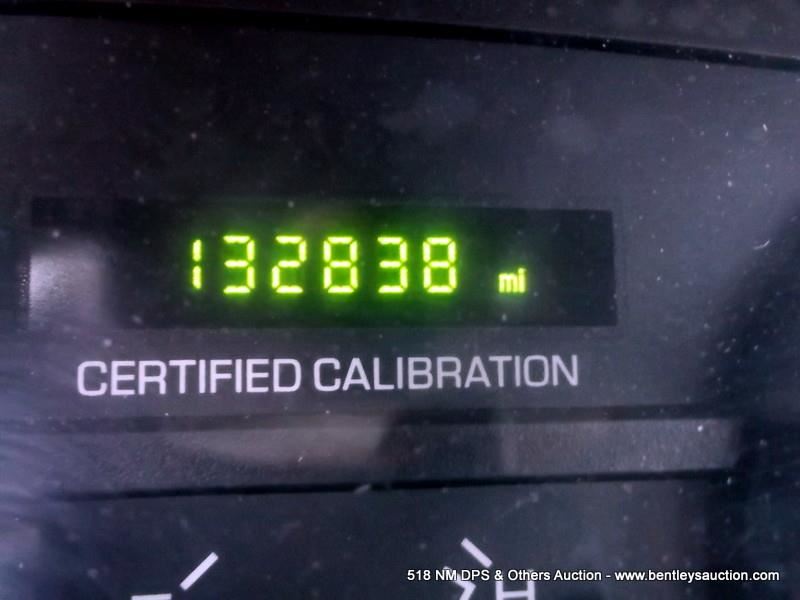 132838 mi
CERTIFIED CALIBRATION
H
518 NM DPS & Others Auction - www.bentleysauction.com